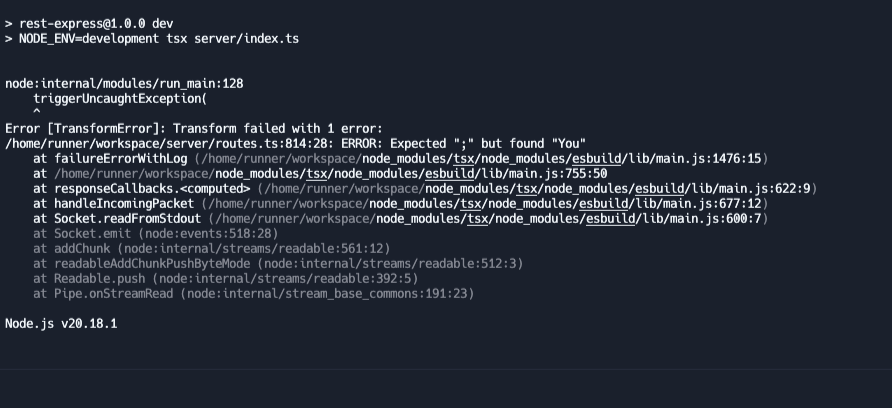 > rest-express@1.0.0 dev
> NODE_ENV=development tsx server/index.ts
node:internal/modules/run_main:128
    triggerUncaughtException(
    ^
Error [TransformError]: Transform failed with 1 error:
/home/runner/workspace/server/routes.ts:814:28: ERROR: Expected ";" but found "You"
    at failureErrorWithLog (/home/runner/workspace/node_modules/tsx/node_modules/esbuild/lib/main.js:1476:15)
    at /home/runner/workspace/node_modules/tsx/node_modules/esbuild/lib/main.js:755:50
    at responseCallbacks.<computed> (/home/runner/workspace/node_modules/tsx/node_modules/esbuild/lib/main.js:622:9)
    at handleIncomingPacket (/home/runner/workspace/node_modules/tsx/node_modules/esbuild/lib/main.js:677:12)
    at Socket.readFromStdout (/home/runner/workspace/node_modules/tsx/node_modules/esbuild/lib/main.js:600:7)
    at Socket.emit (node:events:518:28)
    at addChunk (node:internal/streams/readable:561:12)
    at readableAddChunkPushByteMode (node:internal/streams/readable:512:3)
    at Readable.push (node:internal/streams/readable:392:5)
    at Pipe.onStreamRead (node:internal/stream_base_commons:191:23)
Node.js v20.18.1